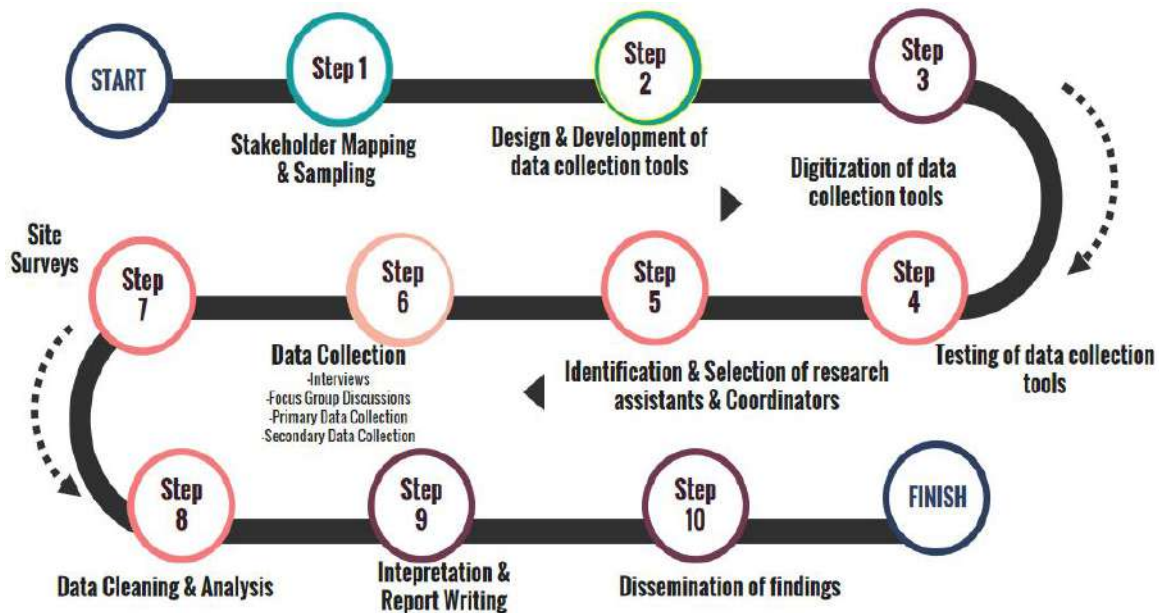 START
Step 1
Step
2
Step
3
Stakeholder Mapping
& Sampling
Design & Development of
data collection tools
Digitization of data
collection tools
Site
Surveys
Step
7
Step
6
Step
5
Step
4
Data Collection
-Interviews
-Focus Group Discussions
-Primary Data Collection
-Secondary Data Collection
Identification & Selection of research
assistants & Coordinators
Testing of data collection
tools
Step
8
Step
9
Step
10
FINISH
Data Cleaning & Analysis
Intepretation &
Report Writing
Dissemination of findings